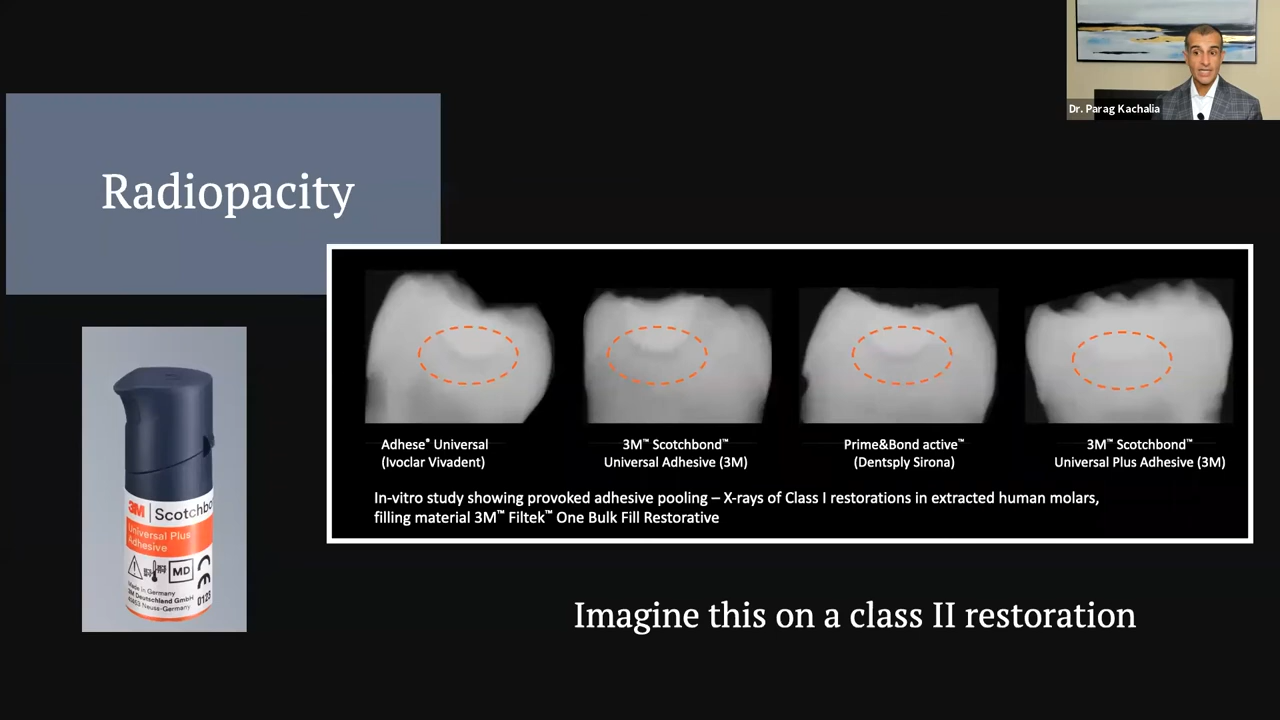 Dr. Parag Kachalia
Radiopacity
Adhese® Universal
(Ivoclar Vivadent)
3M™ Scotchbond™
Universal Adhesive (3M)
Prime&Bond active™
(Dentsply Sirona)
3M™ Scotchbond™
Universal Plus Adhesive (3M)
In-vitro study showing provoked adhesive pooling – X-rays of Class I restorations in extracted human molars,
filling material 3M™ Filtek™ One Bulk Fill Restorative
3M Scotchbo
Universal Plus
Adhesive
MD
Made in Germany
3M Deutschland GmbH
Neuss-Germany
0123
Imagine this on a class II restoration